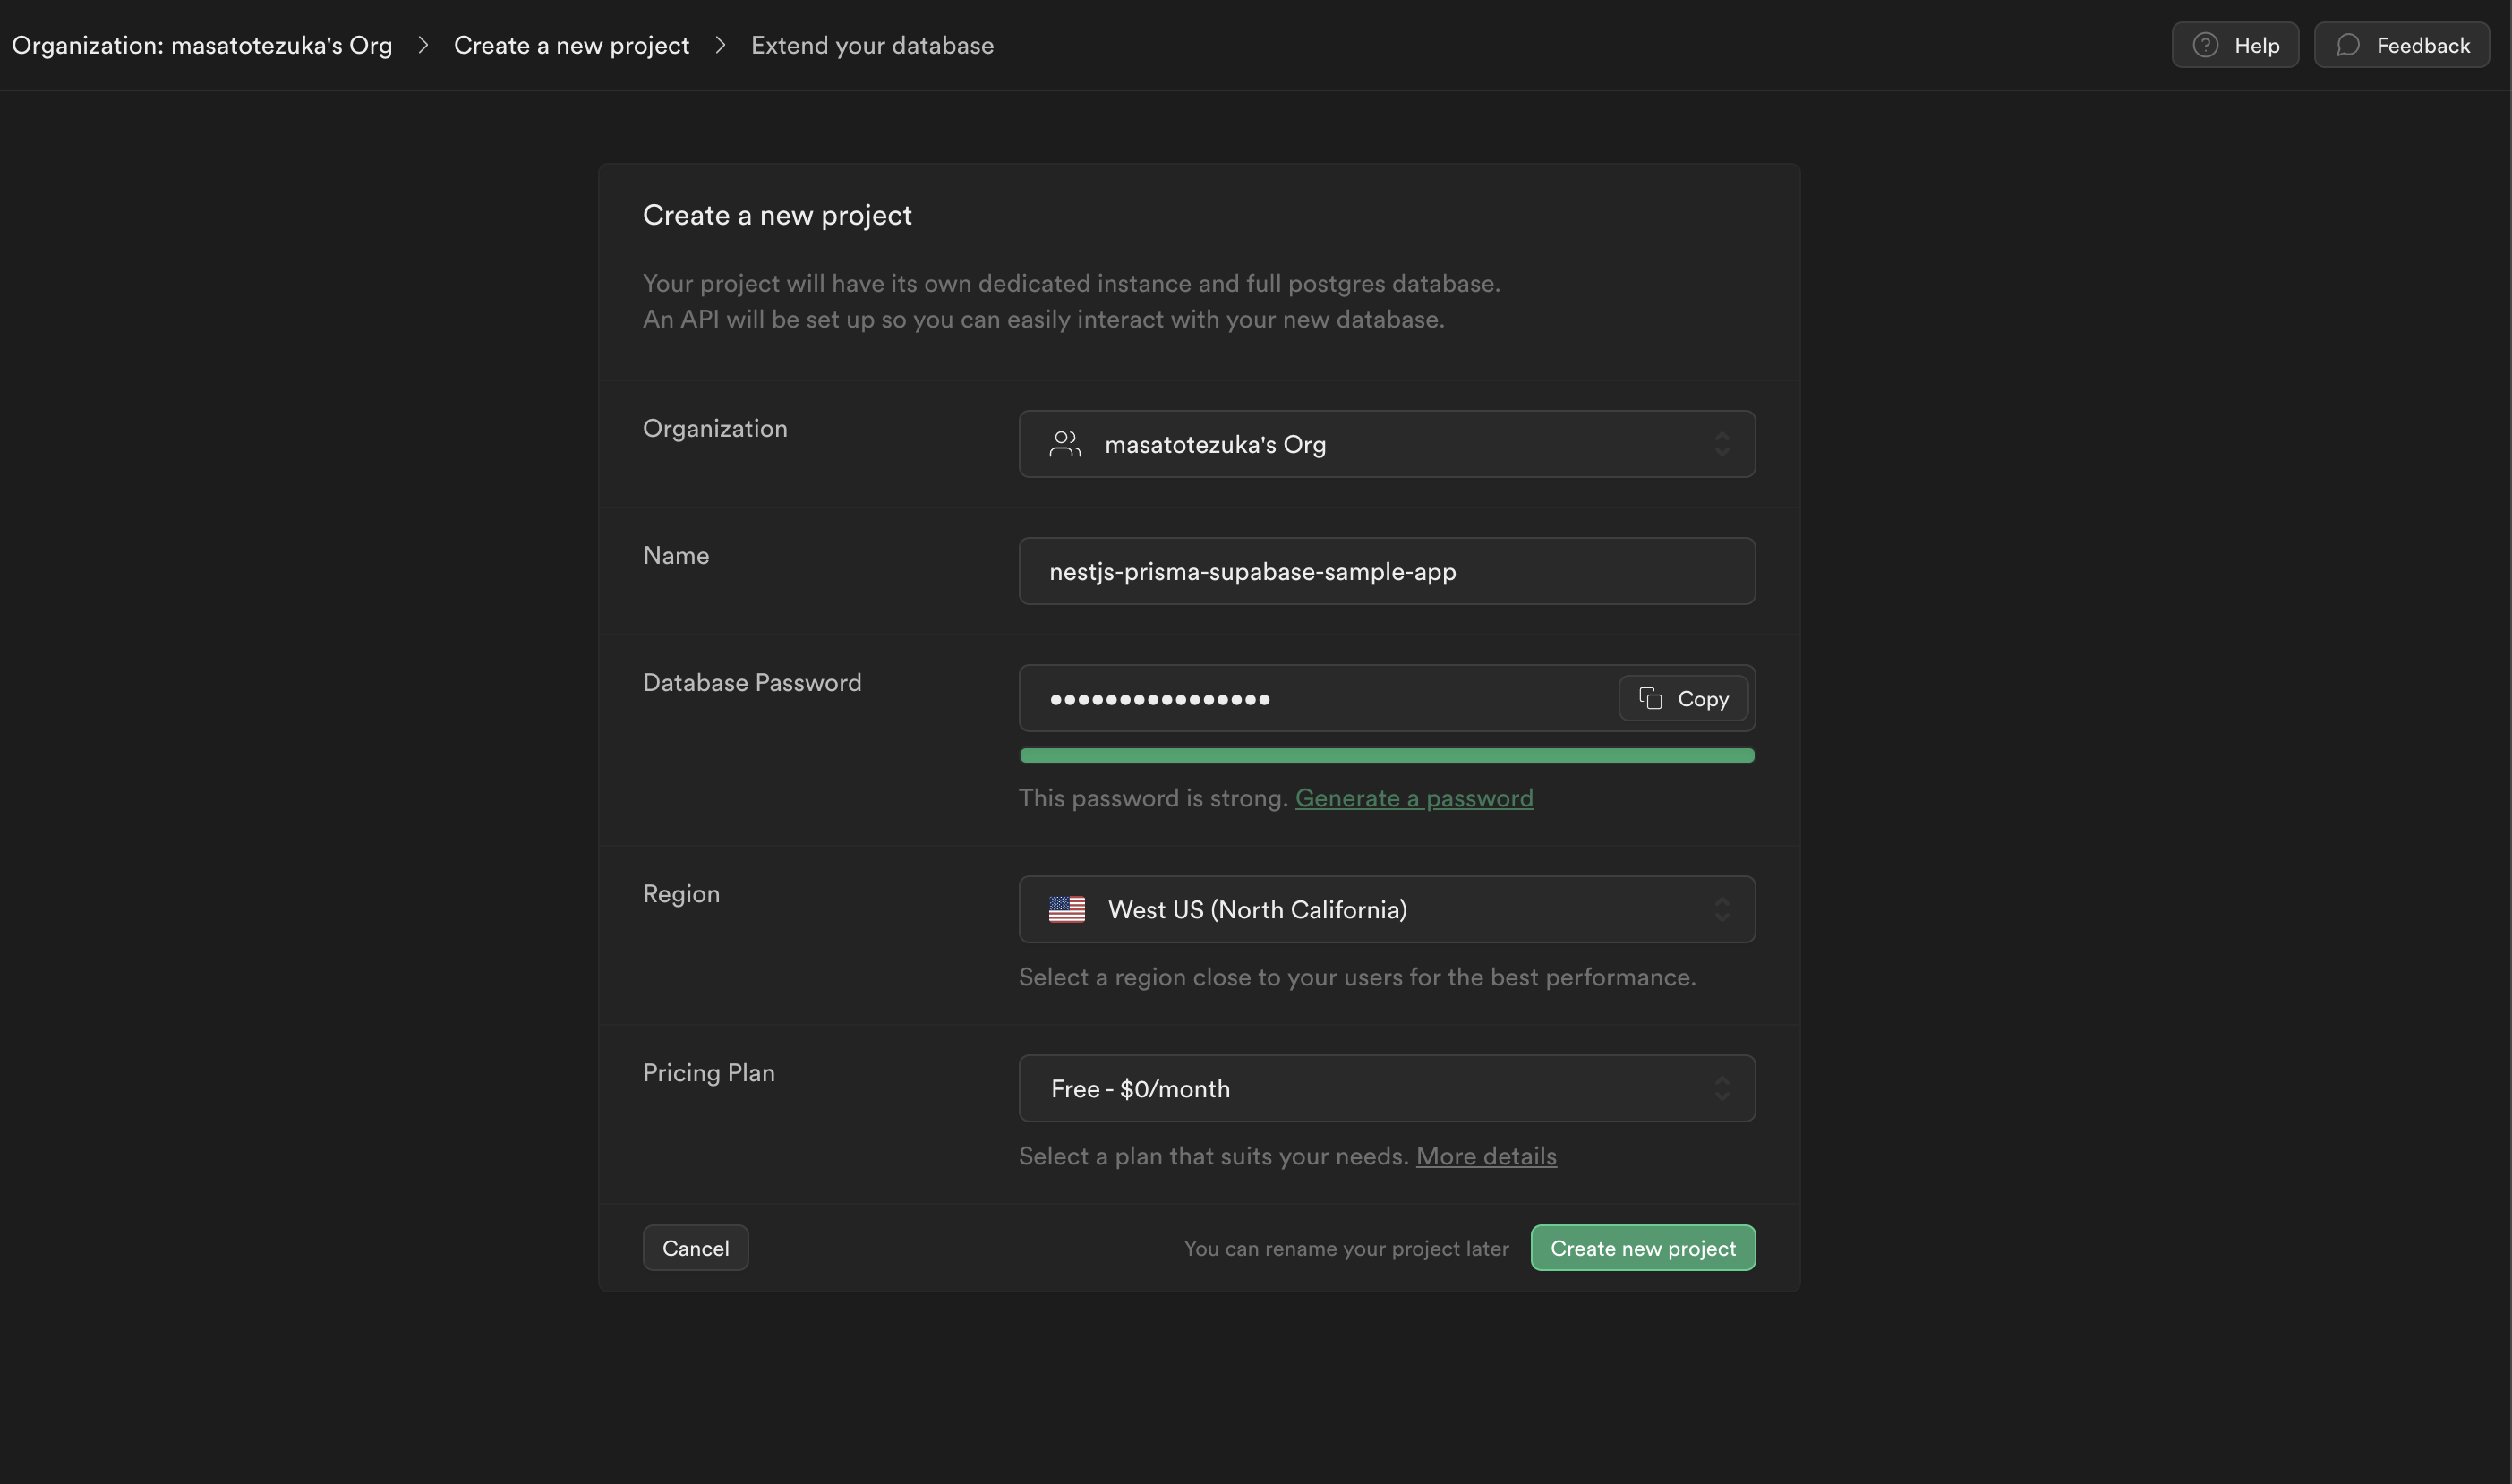 Organization: masatotezuka's Org > Create a new project > Extend your database
Help
Feedback
Create a new project
Your project will have its own dedicated instance and full postgres database.
An API will be set up so you can easily interact with your new database.
Organization
masatotezuka's Org
Name
nestjs-prisma-supabase-sample-app
Database Password
••••••••••••••••
Copy
This password is strong. Generate a password
Region
West US (North California)
Select a region close to your users for the best performance.
Pricing Plan
Free - $0/month
Select a plan that suits your needs. More details
Cancel
You can rename your project later
Create new project